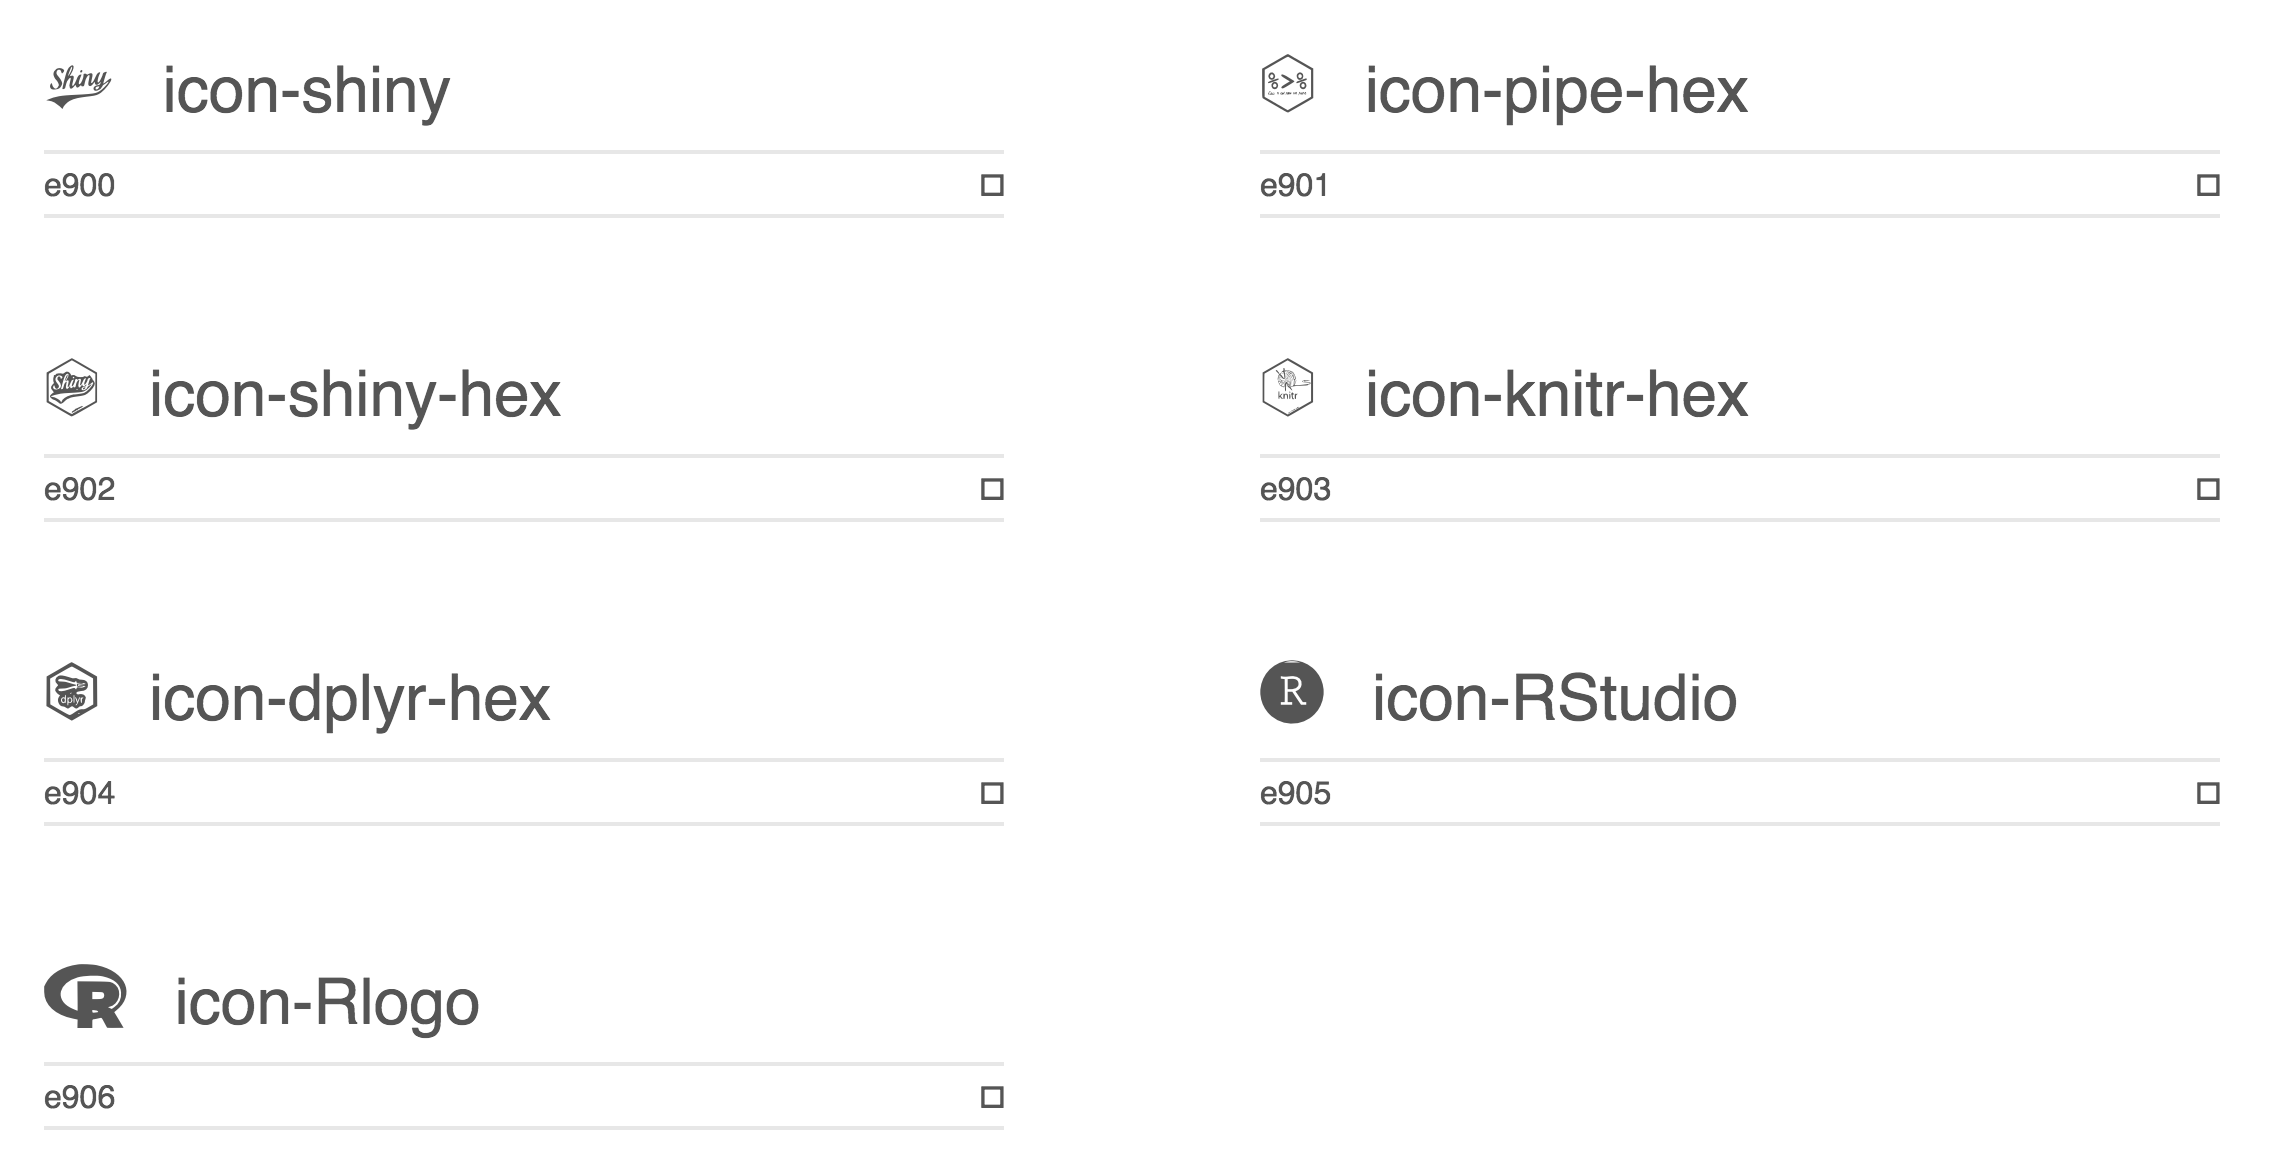 Shiny icon-shiny
e900
%>% icon-pipe-hex
e901
Shiny icon-shiny-hex
e902
knitr icon-knitr-hex
e903
dplyr icon-dplyr-hex
e904
R icon-RStudio
e905
R icon-Rlogo
e906